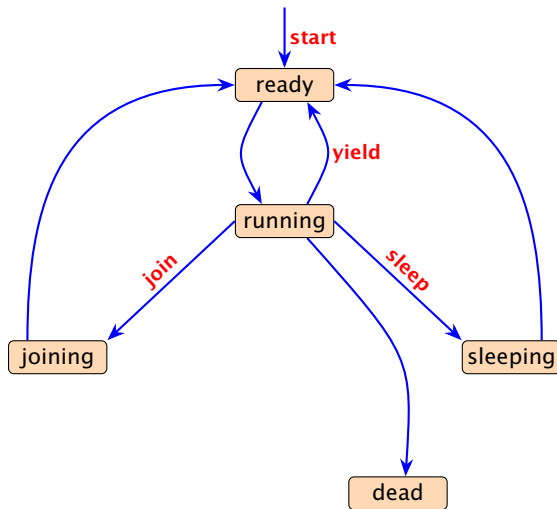 start
ready
yield
running
join
sleep
joining
sleeping
dead